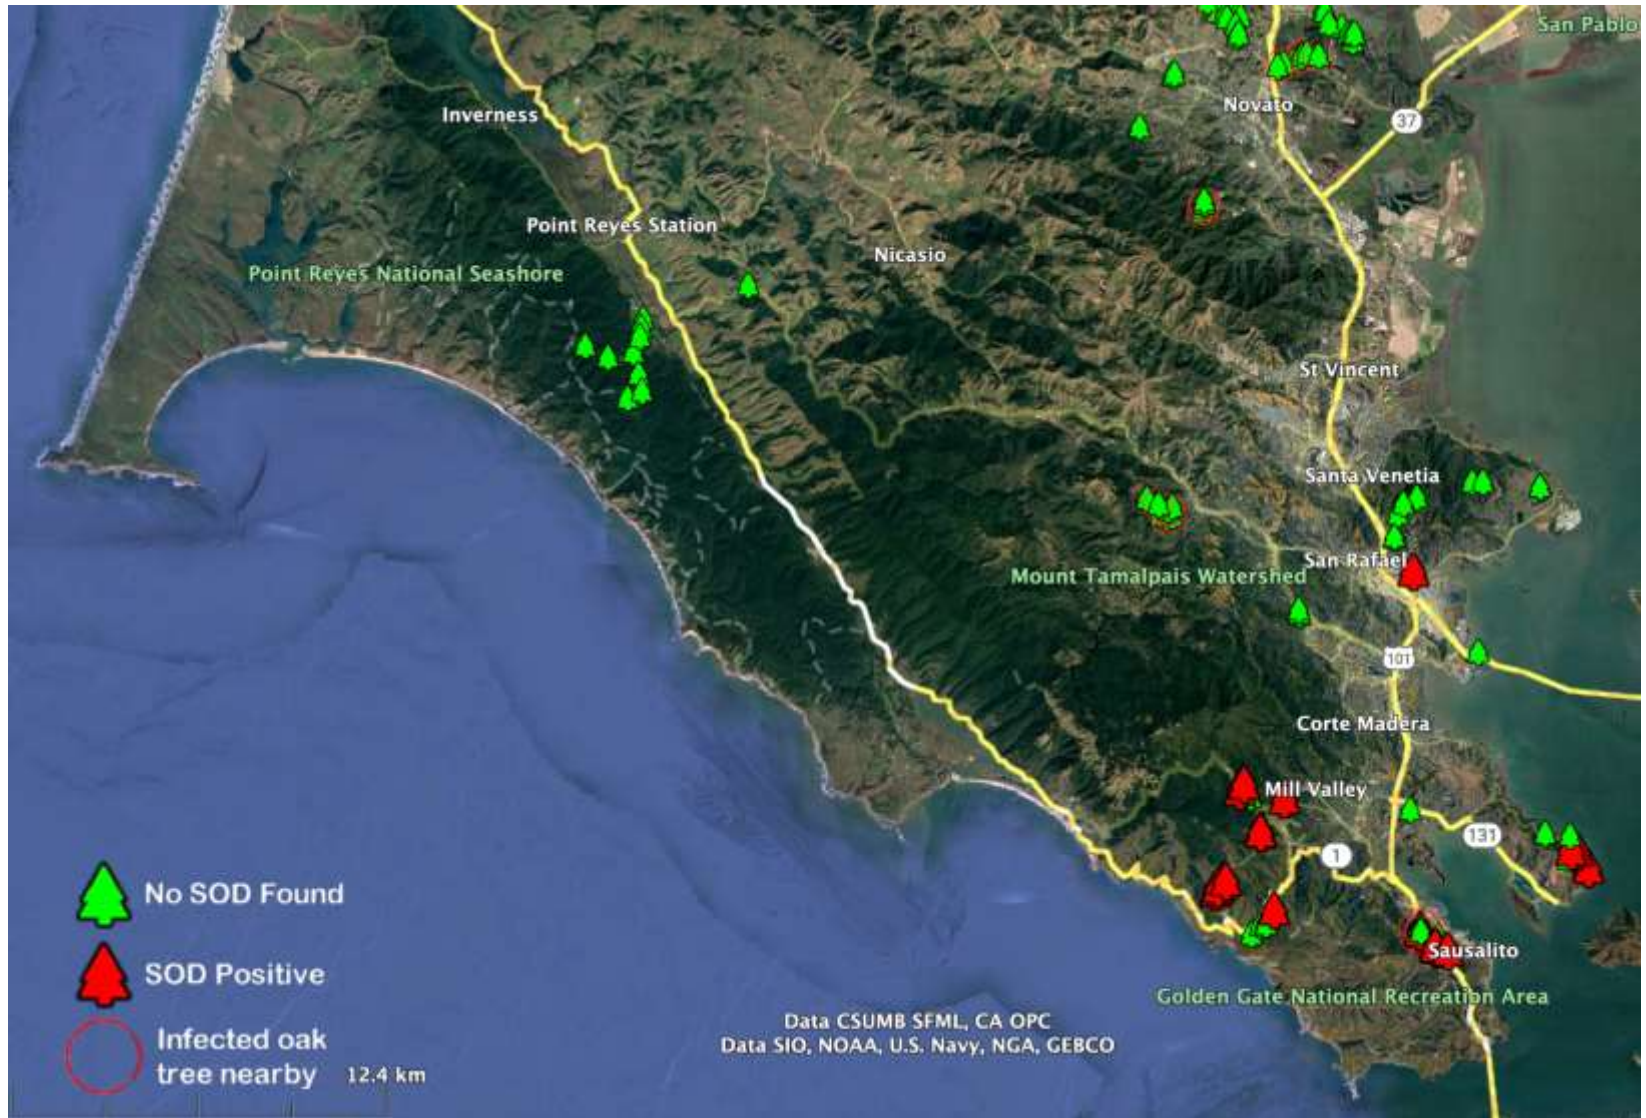 San Pablo
Novato
37
Inverness
Point Reyes Station
Nicasio
Point Reyes National Seashore
St Vincent
Santa Venetia
San Rafael
Mount Tamalpais Watershed
101
Corte Madera
Mill Valley
131
1
No SOD Found
Sausalito
SOD Positive
Golden Gate National Recreation Area
Data CSUMB SFML, CA OPC
Data SIO, NOAA, U.S. Navy, NGA, GEBCO
Infected oak
tree nearby
12.4 km